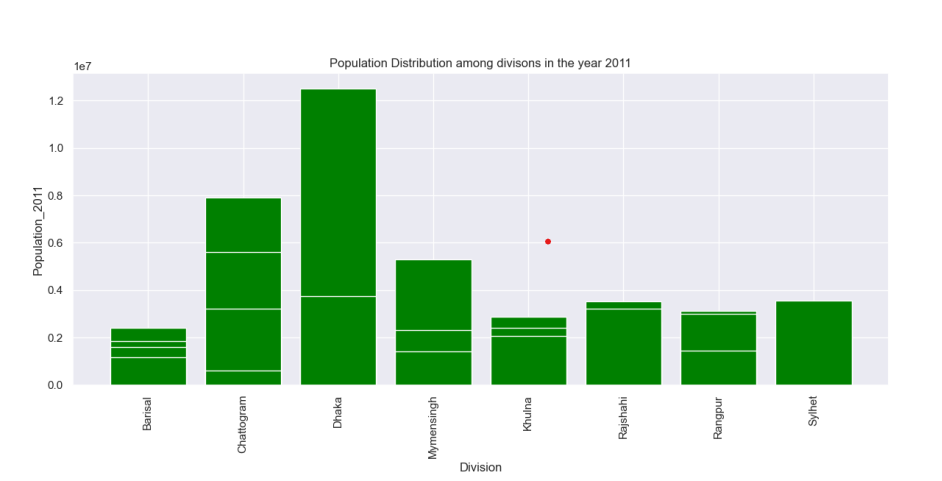 Population Distribution among divisons in the year 2011
1e7
1.2
1.0
0.8
0.6
0.4
0.2
0.0
Population_2011
Barisal
Chattogram
Dhaka
Mymensingh
Khulna
Rajshahi
Rangpur
Sylhet
Division